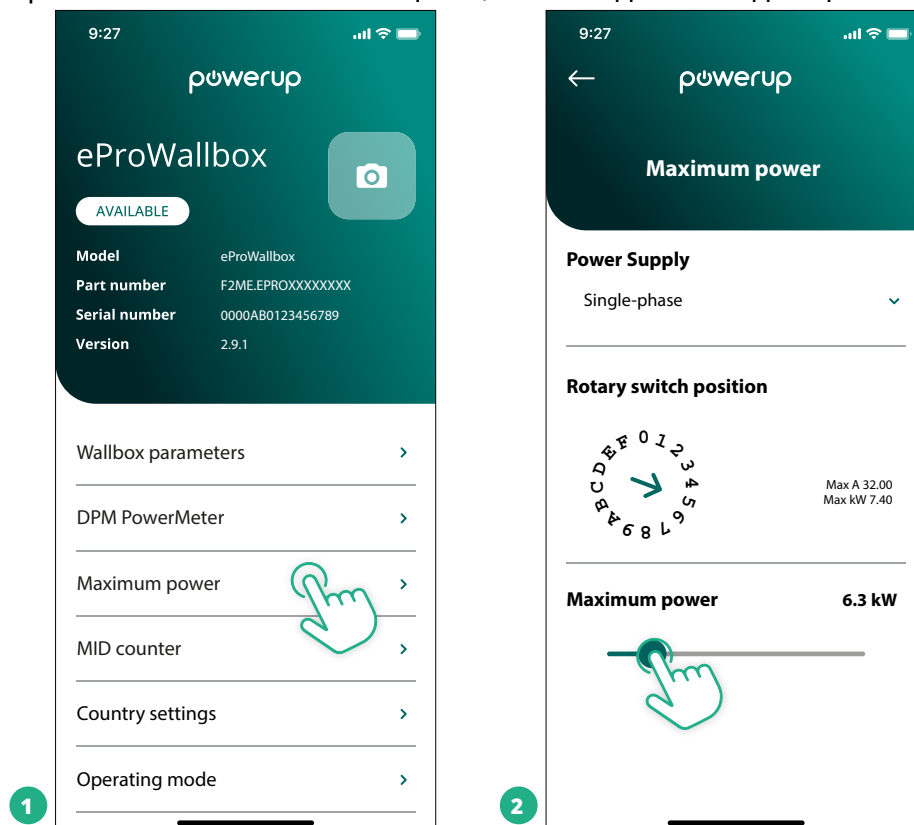 9:27
powerup
eProWallbox
AVAILABLE
Model eProWallbox
Part number F2ME.EPROXXXXXXXX
Serial number 0000AB0123456789
Version 2.9.1
Wallbox parameters
DPM PowerMeter
Maximum power
MID counter
Country settings
Operating mode
1
9:27
powerup
Maximum power
Power Supply
Single-phase
Rotary switch position
0 1 2 3 4 5 6 7 8 9 A B C D E F
Max A 32.00
Max kW 7.40
Maximum power 6.3 kW
2